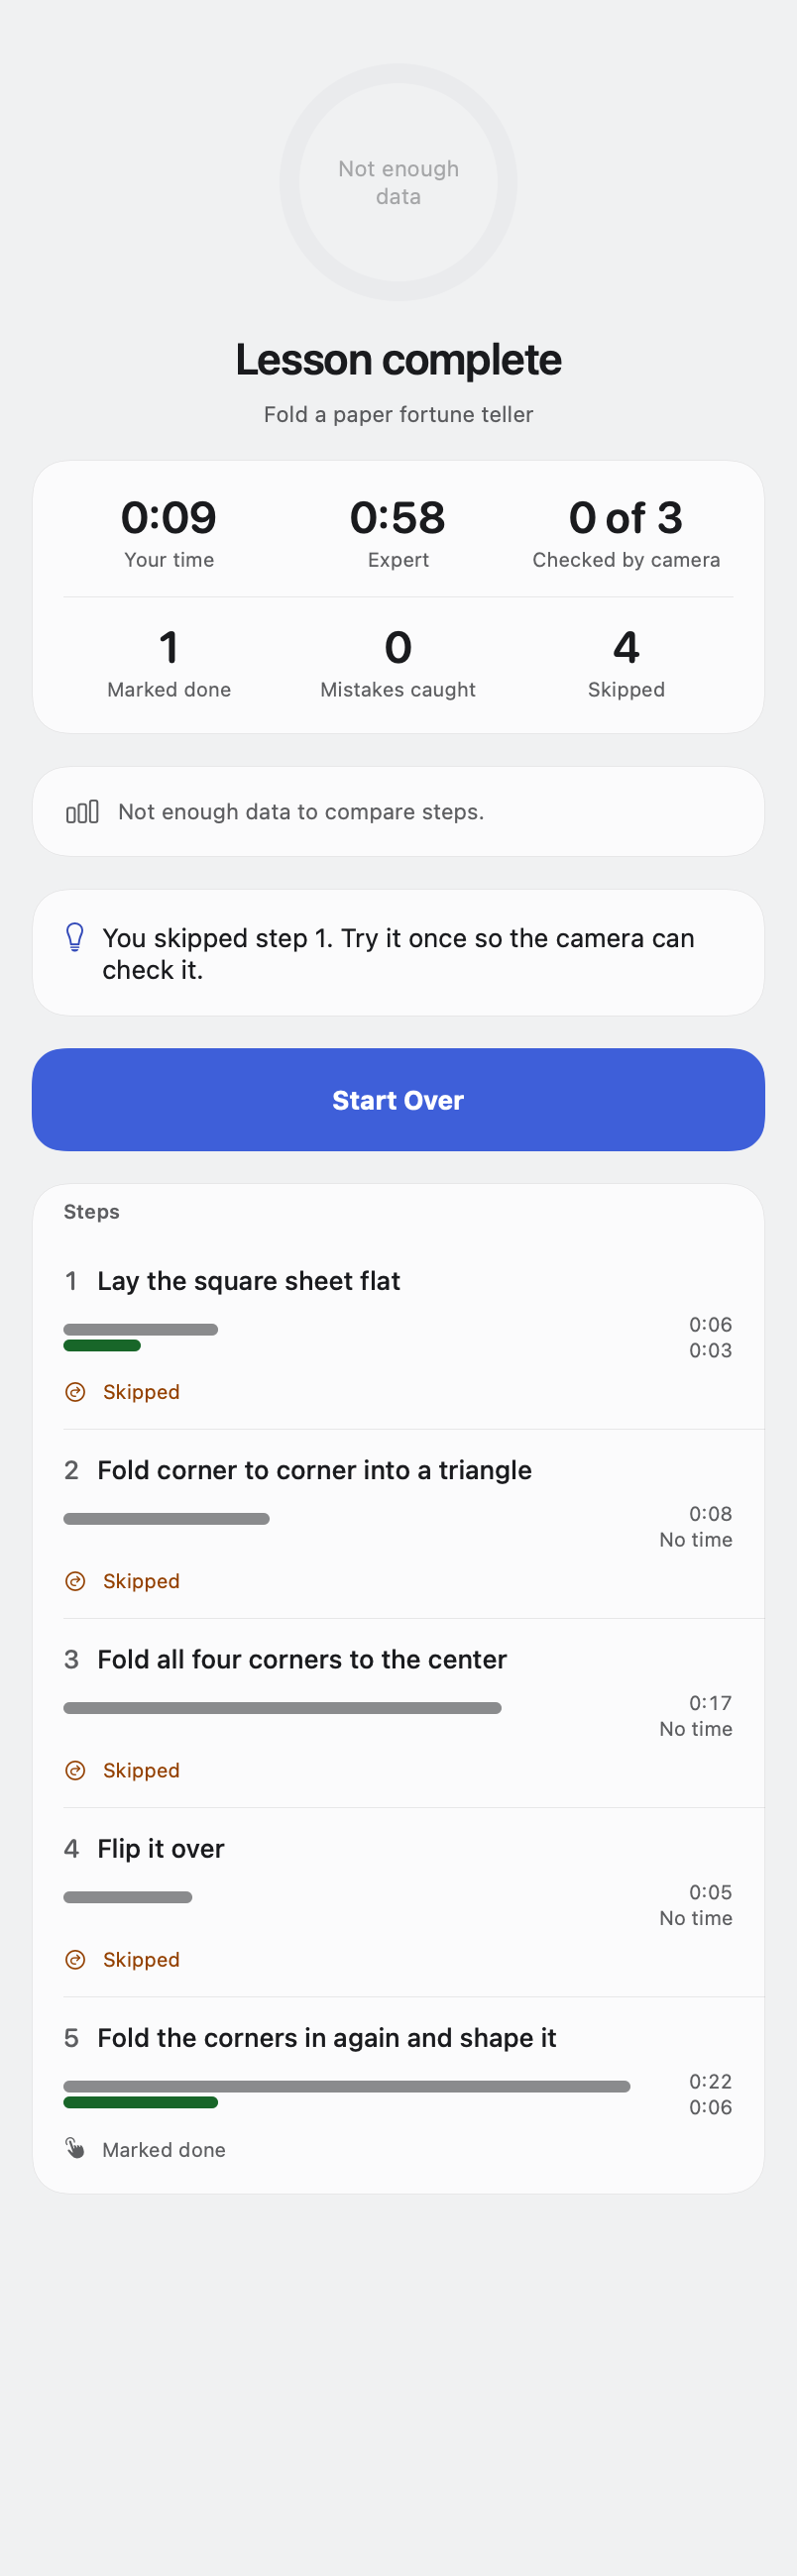 Not enough
data
Lesson complete
Fold a paper fortune teller
0:09 0:58 0 of 3
Your time Expert Checked by camera
1 0 4
Marked done Mistakes caught Skipped
Not enough data to compare steps.
You skipped step 1. Try it once so the camera can
check it.
Start Over
Steps
1 Lay the square sheet flat
0:06
0:03
Skipped
2 Fold corner to corner into a triangle
0:08
No time
Skipped
3 Fold all four corners to the center
0:17
No time
Skipped
4 Flip it over
0:05
No time
Skipped
5 Fold the corners in again and shape it
0:22
0:06
Marked done